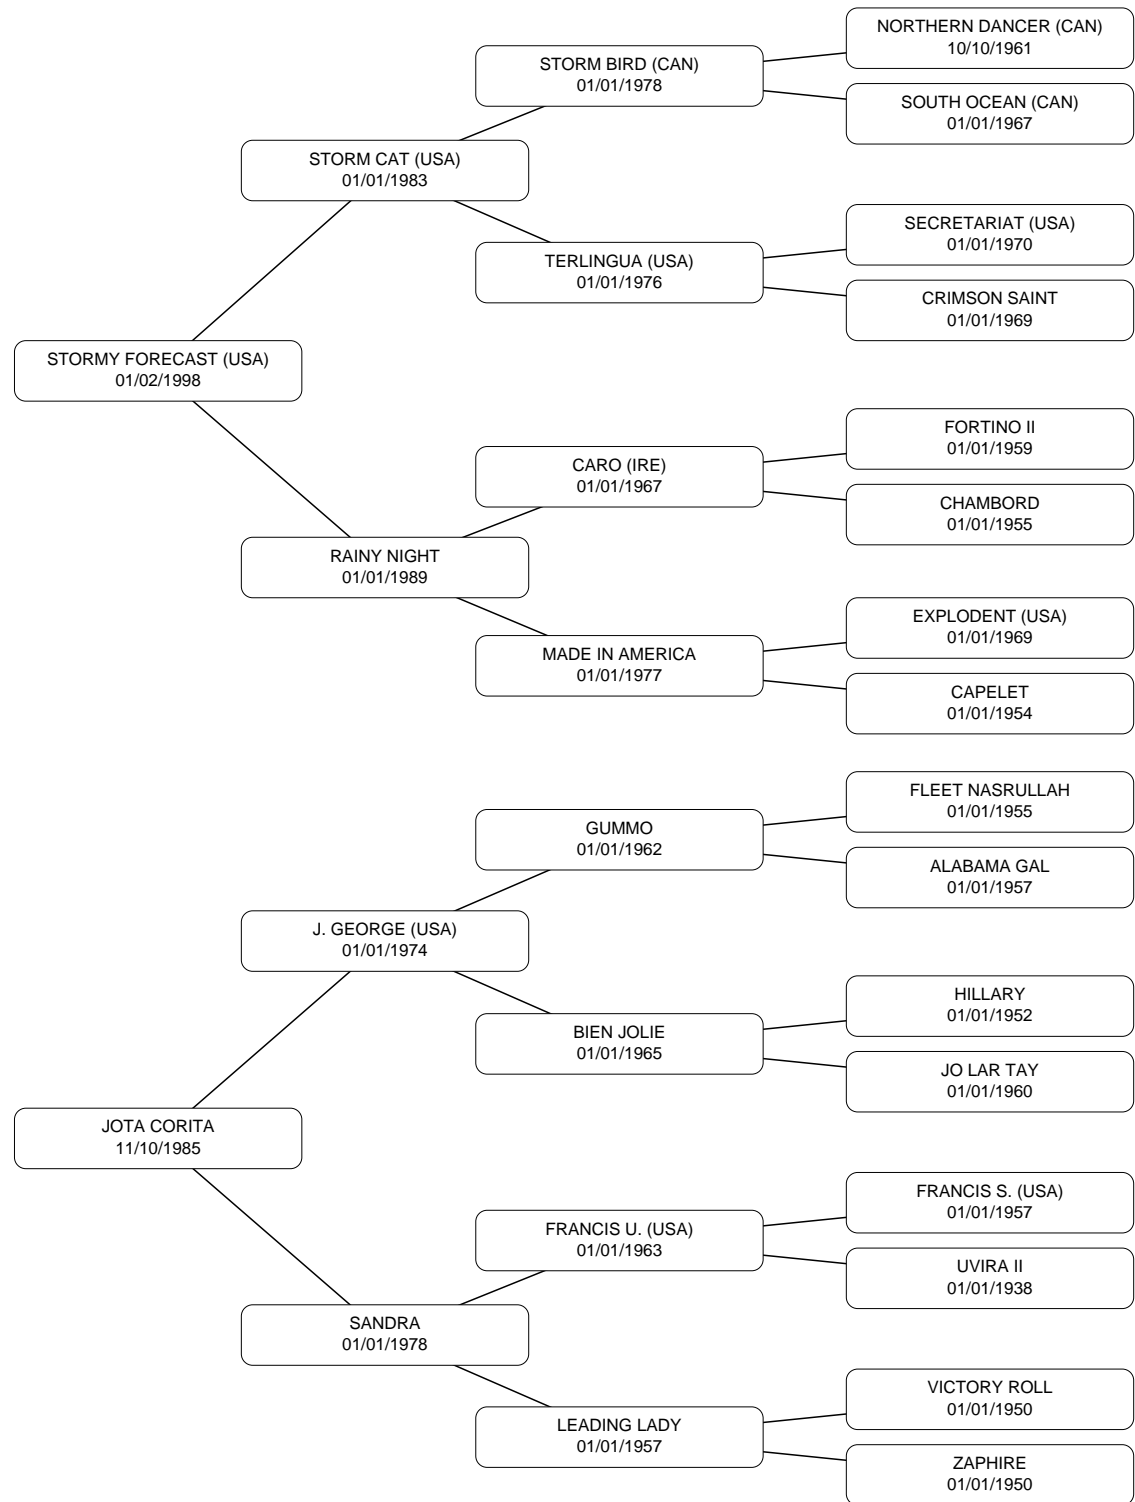 NORTHERN DANCER (CAN)
10/10/1961
STORM BIRD (CAN)
01/01/1978
SOUTH OCEAN (CAN)
01/01/1967
STORM CAT (USA)
01/01/1983
SECRETARIAT (USA)
01/01/1970
TERLINGUA (USA)
01/01/1976
CRIMSON SAINT
01/01/1969
STORMY FORECAST (USA)
01/02/1998
FORTINO II
01/01/1959
CARO (IRE)
01/01/1967
CHAMBORD
01/01/1955
RAINY NIGHT
01/01/1989
EXPLODENT (USA)
01/01/1969
MADE IN AMERICA
01/01/1977
CAPELET
01/01/1954
FLEET NASRULLAH
01/01/1955
GUMMO
01/01/1962
ALABAMA GAL
01/01/1957
J. GEORGE (USA)
01/01/1974
HILLARY
01/01/1952
BIEN JOLIE
01/01/1965
JO LAR TAY
01/01/1960
JOTA CORITA
11/10/1985
FRANCIS S. (USA)
01/01/1957
FRANCIS U. (USA)
01/01/1963
UVIRA II
01/01/1938
SANDRA
01/01/1978
VICTORY ROLL
01/01/1950
LEADING LADY
01/01/1957
ZAPHIRE
01/01/1950